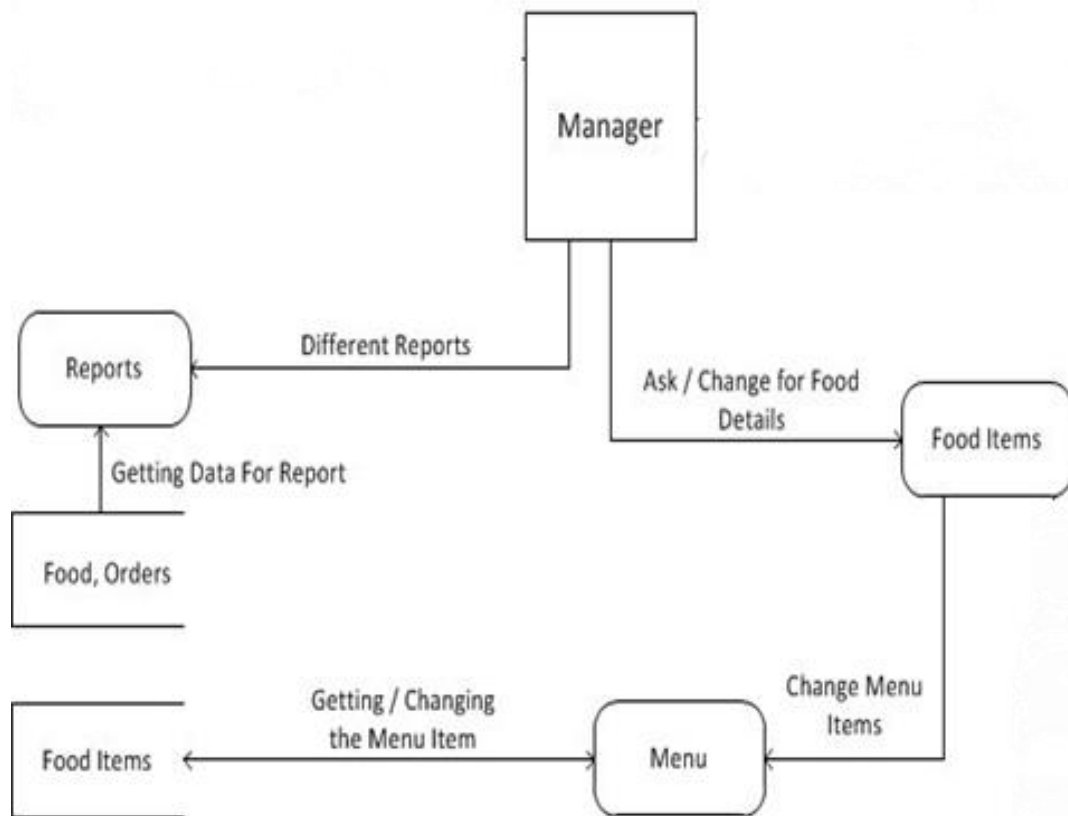 Manager
Different Reports
Reports
Ask / Change for Food
Details
Food Items
Getting Data For Report
Food, Orders
Getting / Changing
the Menu Item
Change Menu
Items
Food Items
Menu